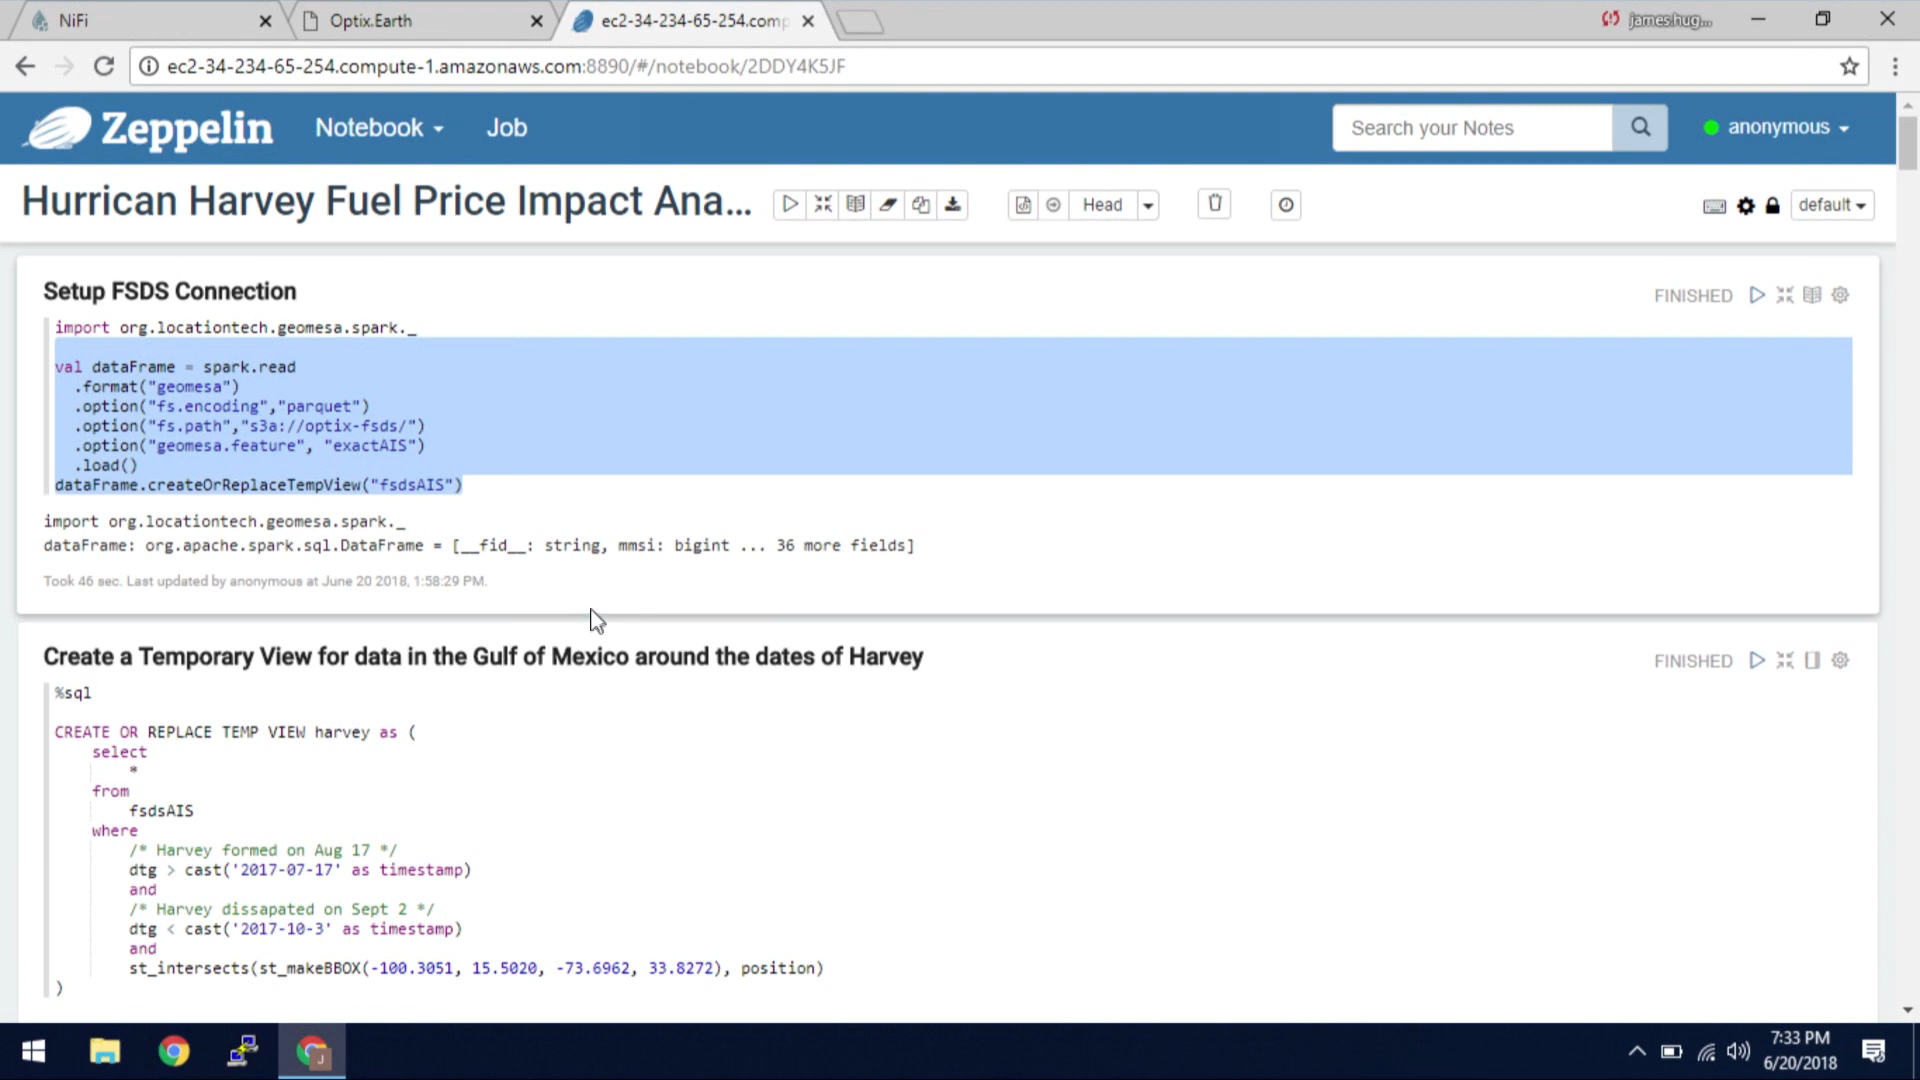 NiFi
Optix.Earth
ec2-34-234-65-254.comp
ec2-34-234-65-254.compute-1.amazonaws.com:8890/#/notebook/2DDY4K5JF
Zeppelin
Notebook
Job
Search your Notes
anonymous
Hurrican Harvey Fuel Price Impact Ana...
Head
default
Setup FSDS Connection
FINISHED
import org.locationtech.geomesa.spark._
val dataFrame = spark.read
.format("geomesa")
.option("fs.encoding","parquet")
.option("fs.path","s3a://optix-fsds/")
.option("geomesa.feature", "exactAIS")
.load()
dataFrame.createOrReplaceTempView("fsdsAIS")
import org.locationtech.geomesa.spark._
dataFrame: org.apache.spark.sql.DataFrame = [__fid__: string, mmsi: bigint ... 36 more fields]
Took 46 sec. Last updated by anonymous at June 20 2018, 1:58:29 PM.
Create a Temporary View for data in the Gulf of Mexico around the dates of Harvey
FINISHED
%sql
CREATE OR REPLACE TEMP VIEW harvey as (
select
*
from
fsdsAIS
where
/* Harvey formed on Aug 17 */
dtg > cast('2017-07-17' as timestamp)
and
/* Harvey dissapated on Sept 2 */
dtg < cast('2017-10-3' as timestamp)
and
st_intersects(st_makeBBOX(-100.3051, 15.5020, -73.6962, 33.8272), position)
)
J
7:33 PM
6/20/2018